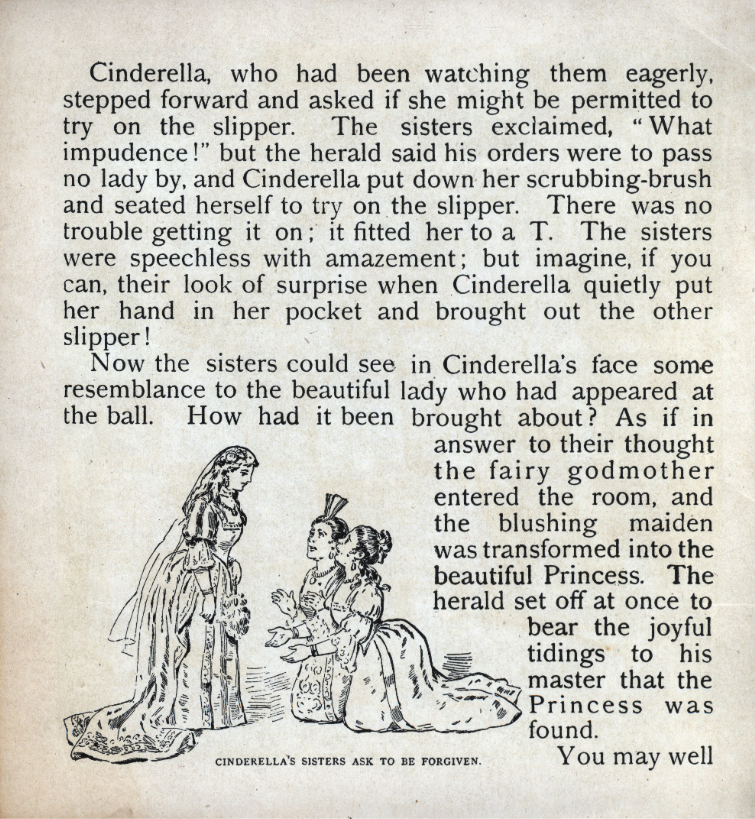 Cinderella, who had been watching them eagerly,
stepped forward and asked if she might be permitted to
try on the slipper. The sisters exclaimed, “What
impudence!” but the herald said his orders were to pass
no lady by, and Cinderella put down her scrubbing-brush
and seated herself to try on the slipper. There was no
trouble getting it on; it fitted her to a T. The sisters
were speechless with amazement; but imagine, if you
can, their look of surprise when Cinderella quietly put
her hand in her pocket and brought out the other
slipper!
Now the sisters could see in Cinderella's face some
resemblance to the beautiful lady who had appeared at
the ball. How had it been brought about? As if in
answer to their thought
the fairy godmother
entered the room, and
the blushing maiden
was transformed into the
beautiful Princess. The
herald set off at once to
bear the joyful
tidings to his
master that the
Princess was
found.
You may well
CINDERELLA'S SISTERS ASK TO BE FORGIVEN.